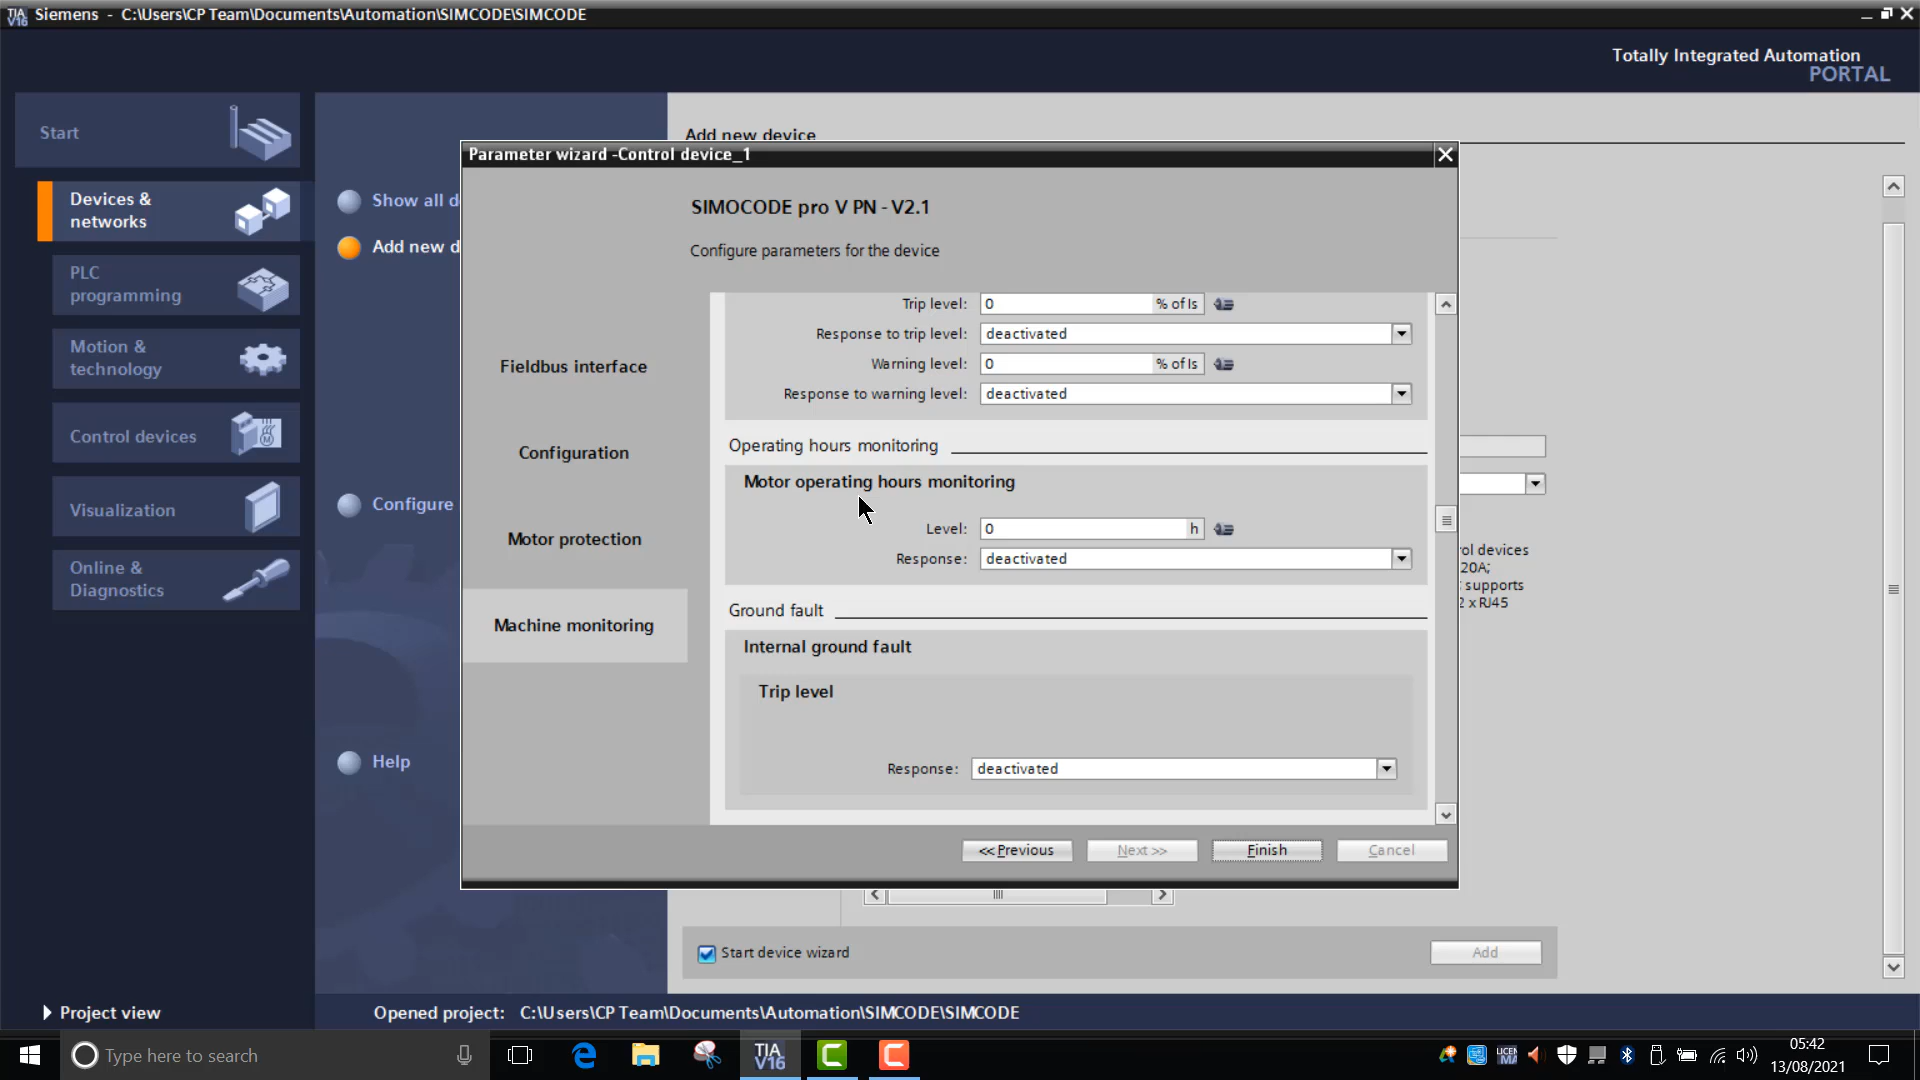 Siemens - C:\Users\CP Team\Documents\Automation\SIMCODE\SIMCODE
Totally Integrated Automation
PORTAL
Start
Devices &
networks
PLC
programming
Motion &
technology
Control devices
Visualization
Online &
Diagnostics
Project view
Show all d
Add new d
Configure
Help
Add new device
Parameter wizard -Control device_1
SIMOCODE pro V PN - V2.1
Configure parameters for the device
Fieldbus interface
Configuration
Motor protection
Machine monitoring
Trip level: 0 % of Is
Response to trip level: deactivated
Warning level: 0 % of Is
Response to warning level: deactivated
Operating hours monitoring
Motor operating hours monitoring
Level: 0 h
Response: deactivated
Ground fault
Internal ground fault
Trip level
Response: deactivated
<<Previous Next>> Finish Cancel
rol devices
20A;
supports
2 x RJ45
Start device wizard
Add
Opened project: C:\Users\CP Team\Documents\Automation\SIMCODE\SIMCODE
Type here to search
TIA
V16
05:42
13/08/2021